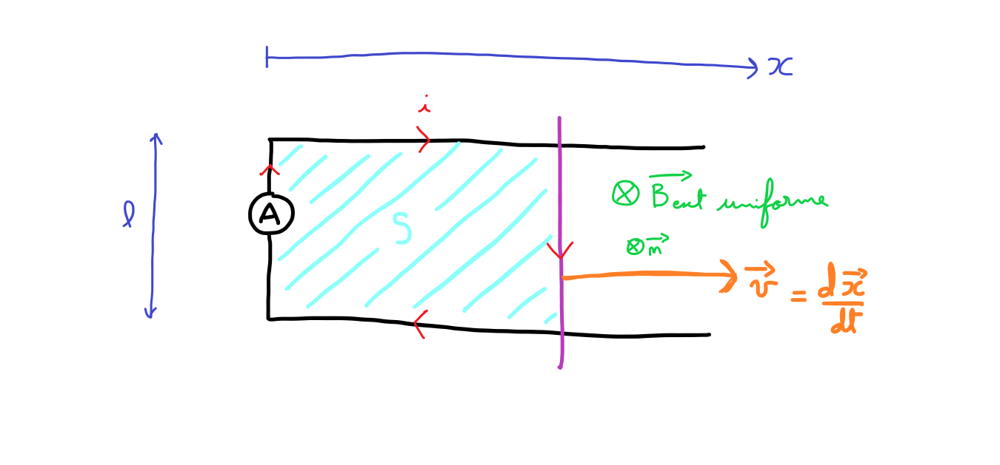 x
i
l
A
S
⊗ B⃗ext uniforme
⊗ n⃗
v⃗ = dx⃗/dt